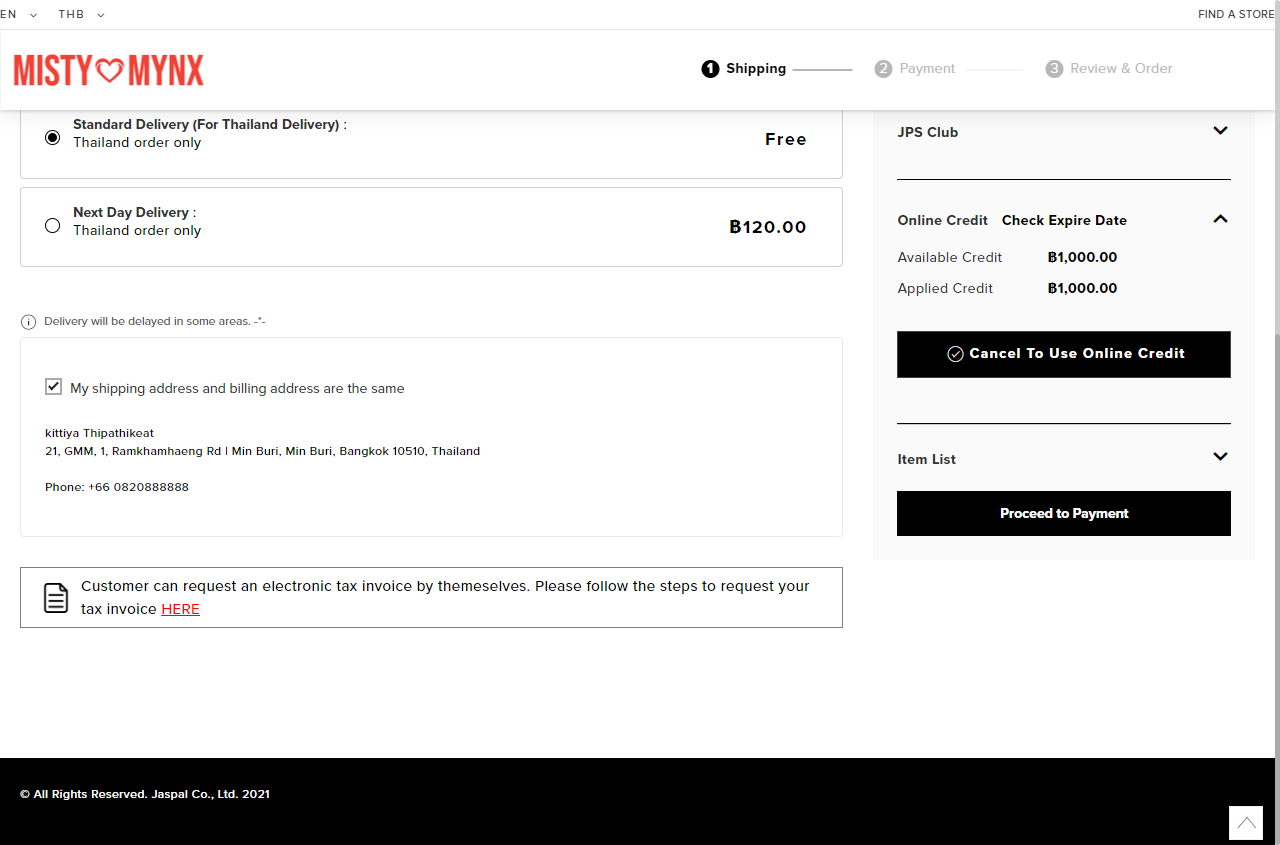 EN THB FIND A STORE
MISTY MYNX
1 Shipping 2 Payment 3 Review & Order
Standard Delivery (For Thailand Delivery) :
Thailand order only
Free
Next Day Delivery :
Thailand order only
฿120.00
Delivery will be delayed in some areas. -*-
My shipping address and billing address are the same
kittiya Thipathikeat
21, GMM, 1, Ramkhamhaeng Rd | Min Buri, Min Buri, Bangkok 10510, Thailand
Phone: +66 0820888888
Customer can request an electronic tax invoice by themeselves. Please follow the steps to request your
tax invoice HERE
JPS Club
Online Credit Check Expire Date
Available Credit ฿1,000.00
Applied Credit ฿1,000.00
Cancel To Use Online Credit
Item List
Proceed to Payment
© All Rights Reserved. Jaspal Co., Ltd. 2021